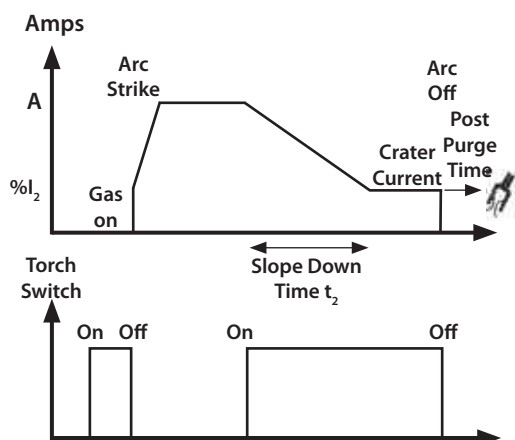 Amps
Arc
Strike
A
%I₂
Gas
on
Arc
Off
Post
Purge
Time
Crater
Current
Slope Down
Time t₂
Torch
Switch
On
Off
On
Off